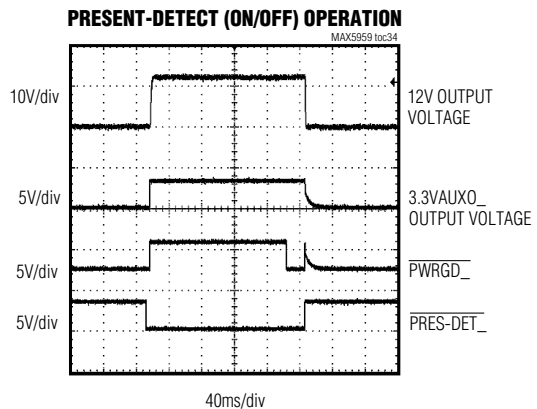 PRESENT-DETECT (ON/OFF) OPERATION
MAX5959 toc34
10V/div
12V OUTPUT
VOLTAGE
5V/div
3.3VAUXO_
OUTPUT VOLTAGE
5V/div
PWRGD_
5V/div
PRES-DET_
40ms/div